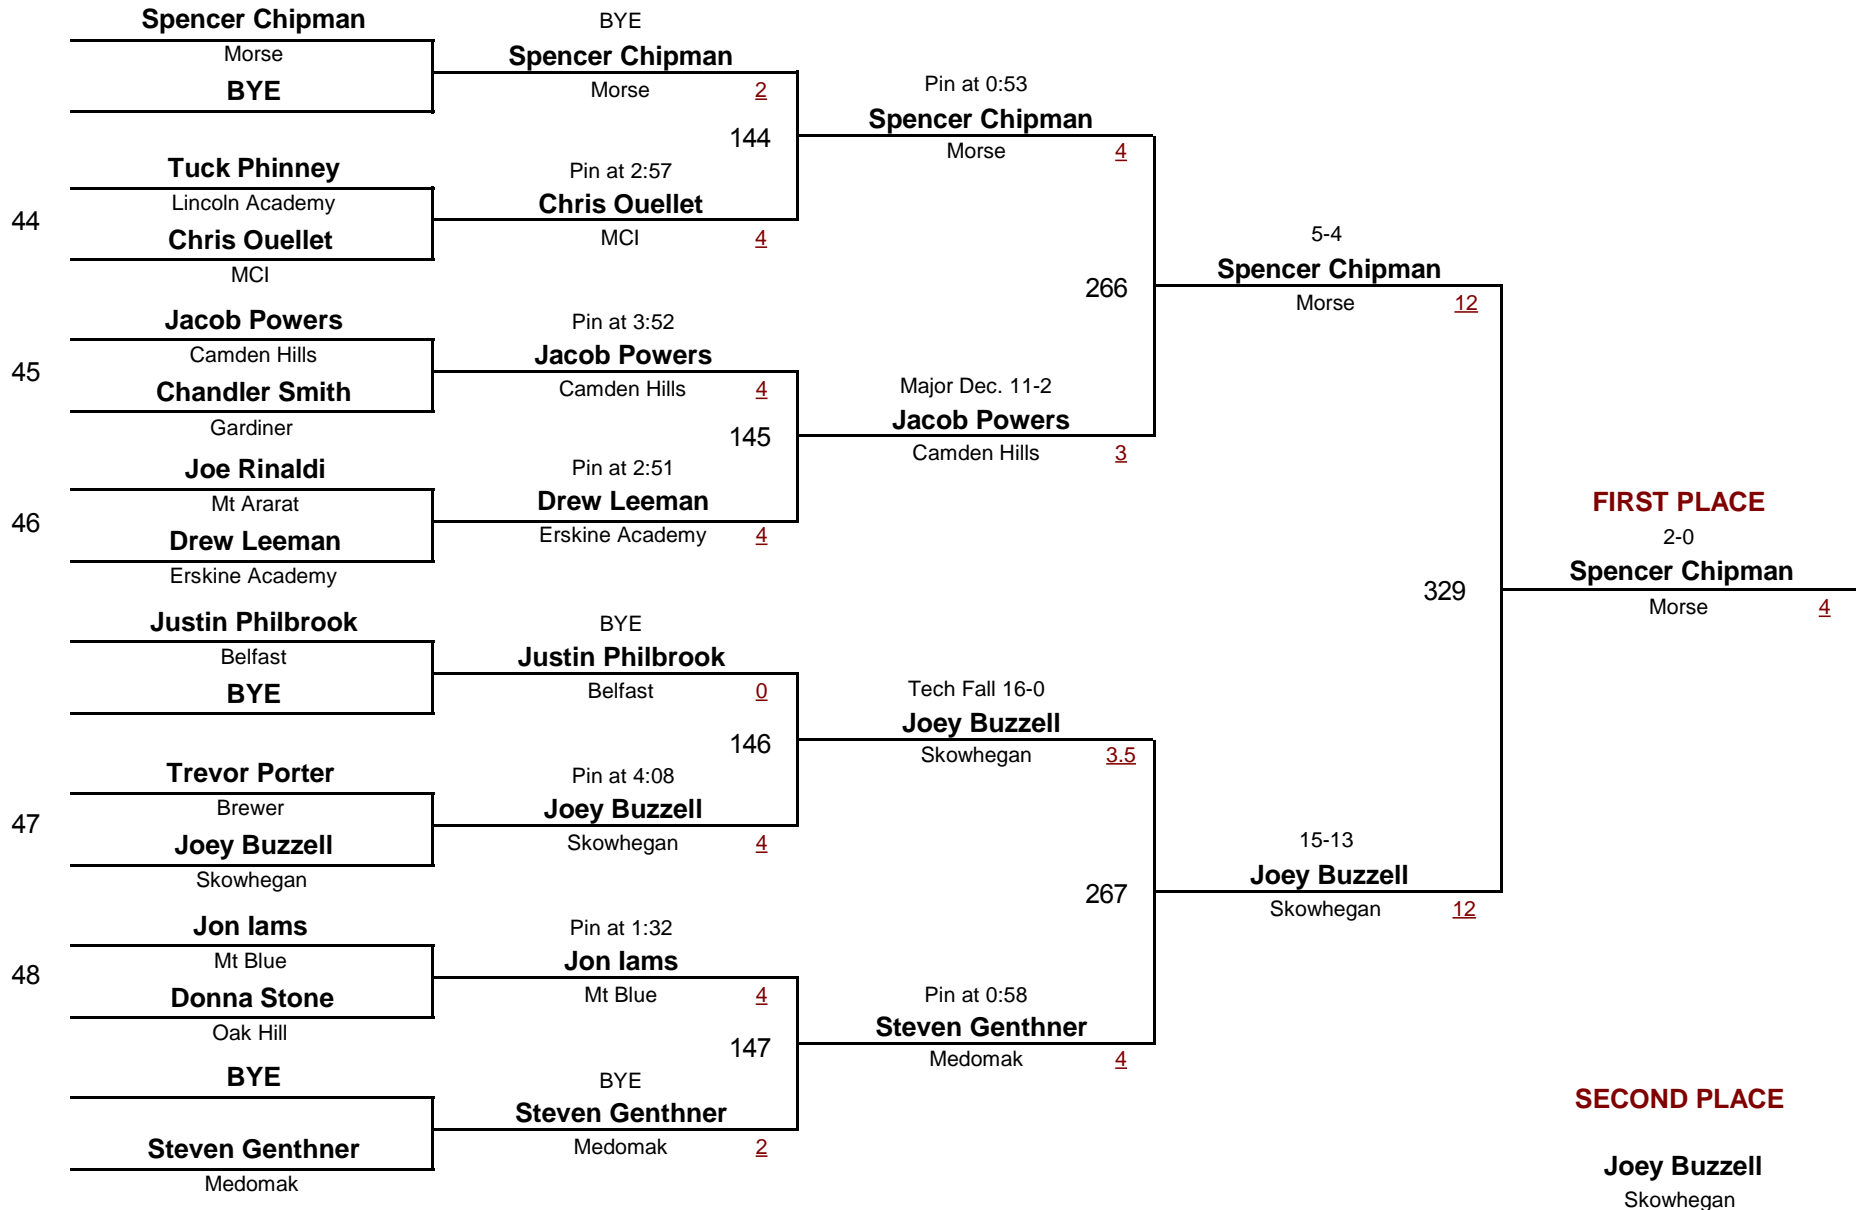 Spencer Chipman
Morse
BYE
44
Tuck Phinney
Lincoln Academy
Chris Ouellet
MCI
45
Jacob Powers
Camden Hills
Chandler Smith
Gardiner
46
Joe Rinaldi
Mt Ararat
Drew Leeman
Erskine Academy
Justin Philbrook
Belfast
BYE
47
Trevor Porter
Brewer
Joey Buzzell
Skowhegan
48
Jon Iams
Mt Blue
Donna Stone
Oak Hill
BYE
Steven Genthner
Medomak
BYE
Spencer Chipman
Morse 2
144
Pin at 2:57
Chris Ouellet
MCI 4
Pin at 3:52
Jacob Powers
Camden Hills 4
145
Pin at 2:51
Drew Leeman
Erskine Academy 4
BYE
Justin Philbrook
Belfast 0
146
Pin at 4:08
Joey Buzzell
Skowhegan 4
Pin at 1:32
Jon Iams
Mt Blue 4
147
BYE
Steven Genthner
Medomak 2
Pin at 0:53
Spencer Chipman
Morse 4
266
Major Dec. 11-2
Jacob Powers
Camden Hills 3
Tech Fall 16-0
Joey Buzzell
Skowhegan 3.5
267
Pin at 0:58
Steven Genthner
Medomak 4
5-4
Spencer Chipman
Morse 12
329
15-13
Joey Buzzell
Skowhegan 12
FIRST PLACE
2-0
Spencer Chipman
Morse 4
SECOND PLACE
Joey Buzzell
Skowhegan